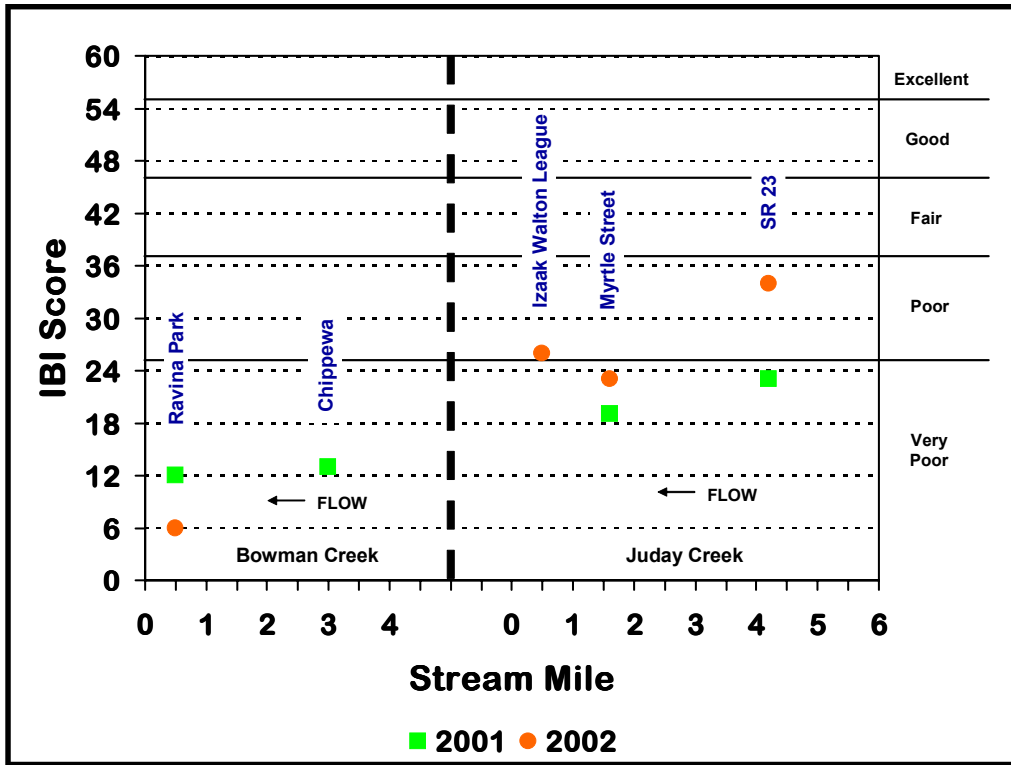 IBI Score
60
54
48
42
36
30
24
18
12
6
0
Excellent
Good
Fair
Poor
Very
Poor
Ravina Park
Chippewa
Izaak Walton League
Myrtle Street
SR 23
FLOW
FLOW
Bowman Creek
Juday Creek
0 1 2 3 4 0 1 2 3 4 5 6
Stream Mile
2001 2002